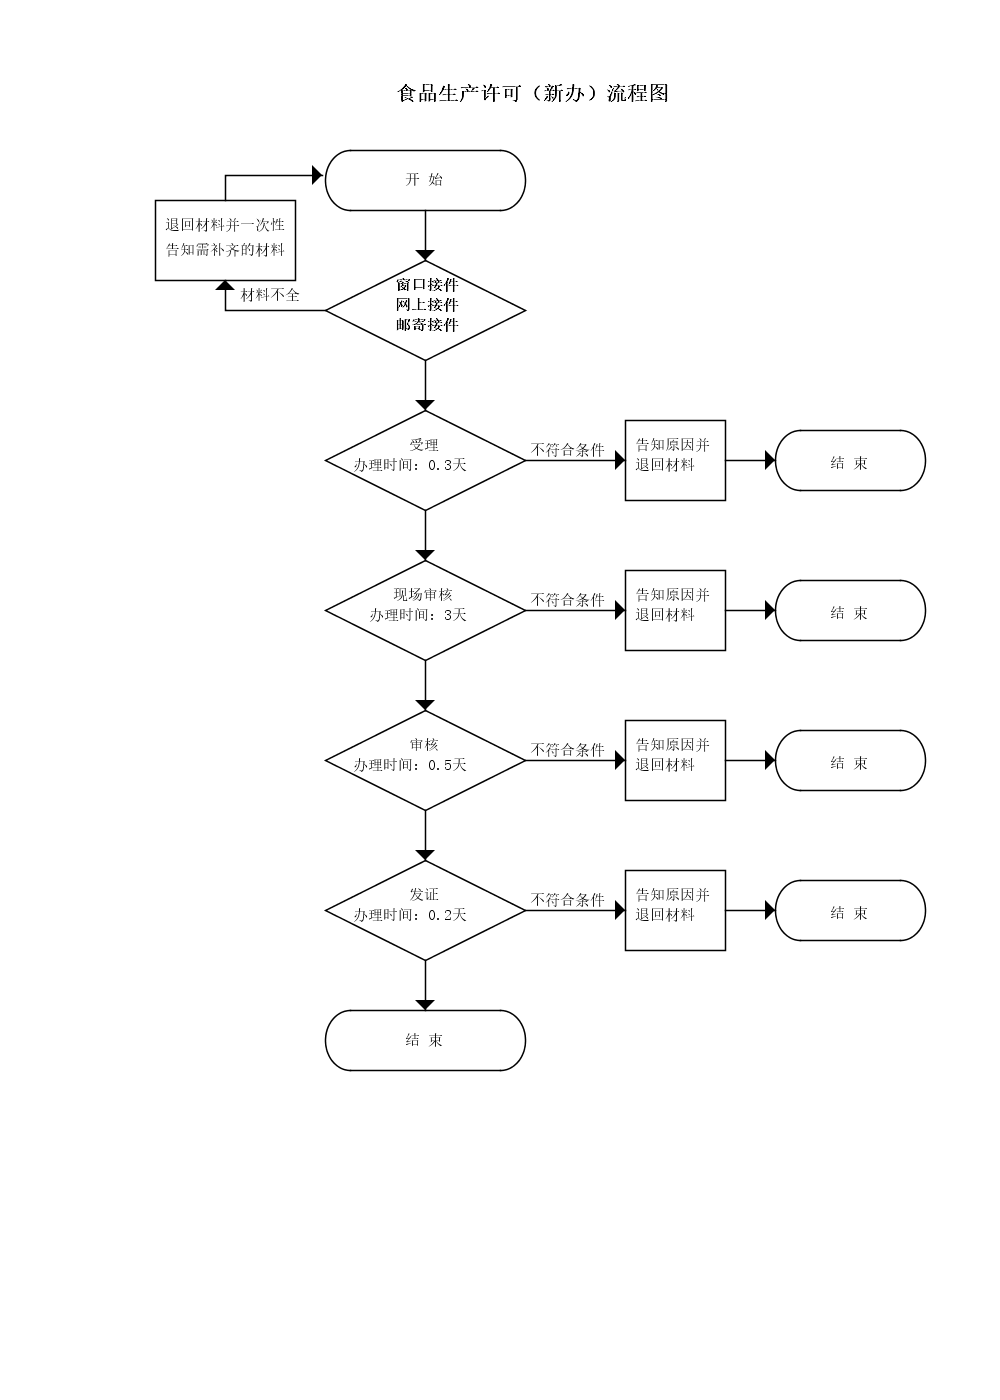 食品生产许可（新办）流程图
开 始
退回材料并一次性
告知需补齐的材料
材料不全
窗口接件
网上接件
邮寄接件
受理
办理时间：0.3天
不符合条件
告知原因并
退回材料
结 束
现场审核
办理时间：3天
不符合条件
告知原因并
退回材料
结 束
审核
办理时间：0.5天
不符合条件
告知原因并
退回材料
结 束
发证
办理时间：0.2天
不符合条件
告知原因并
退回材料
结 束
结 束